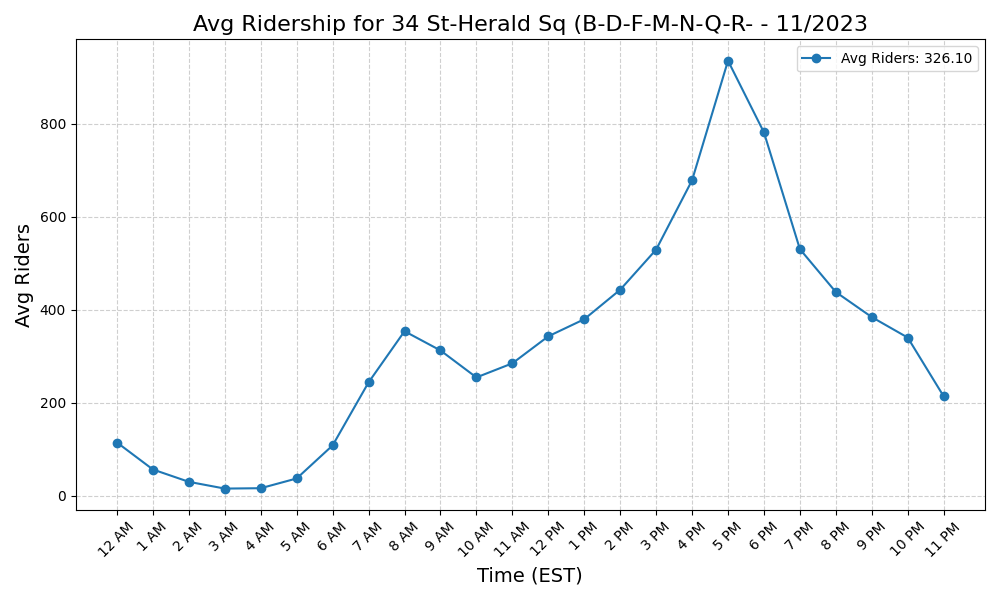 Avg Ridership for 34 St-Herald Sq (B-D-F-M-N-Q-R- - 11/2023
Avg Riders: 326.10
Avg Riders
800
600
400
200
0
12 AM
1 AM
2 AM
3 AM
4 AM
5 AM
6 AM
7 AM
8 AM
9 AM
10 AM
11 AM
12 PM
1 PM
2 PM
3 PM
4 PM
5 PM
6 PM
7 PM
8 PM
9 PM
10 PM
11 PM
Time (EST)